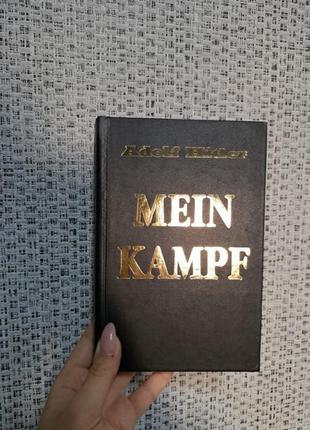 Adolf Hitler
MEIN
KAMPF